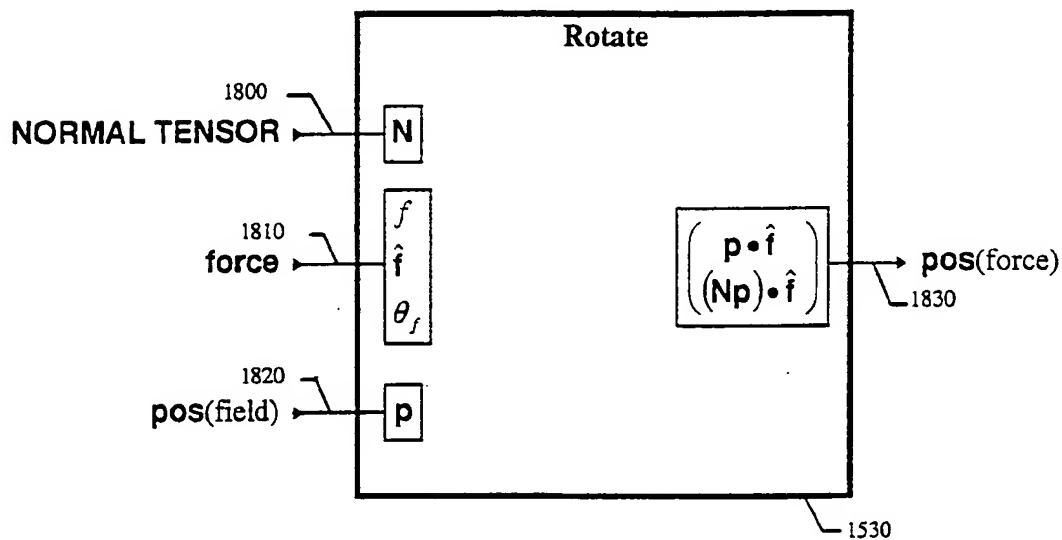 Rotate
1800
NORMAL TENSOR
N
1810
force
f
f̂
θ_f
p • f̂
(Np) • f̂
pos(force)
1830
1820
pos(field)
p
1530